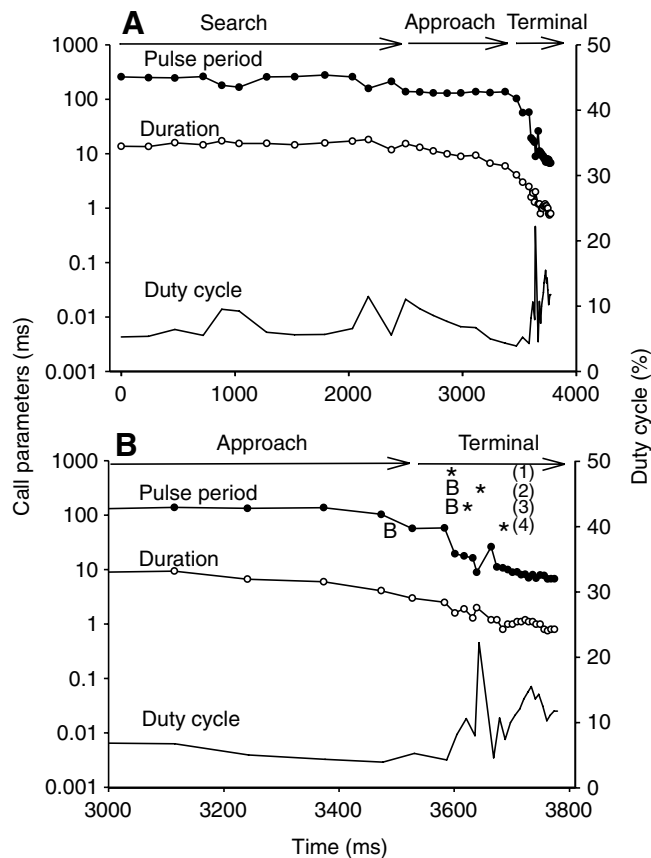 A
Search
Approach
Terminal
1000
100
10
1
0.1
0.01
0.001
50
40
30
20
10
0
Pulse period
Duration
Duty cycle
0
1000
2000
3000
4000
Call parameters (ms)
Duty cycle (%)
B
Approach
Terminal
1000
100
10
1
0.1
0.01
0.001
50
40
30
20
10
0
* (1)
B * (2)
B * (3)
B * (4)
Pulse period
Duration
Duty cycle
3000
3200
3400
3600
3800
Time (ms)